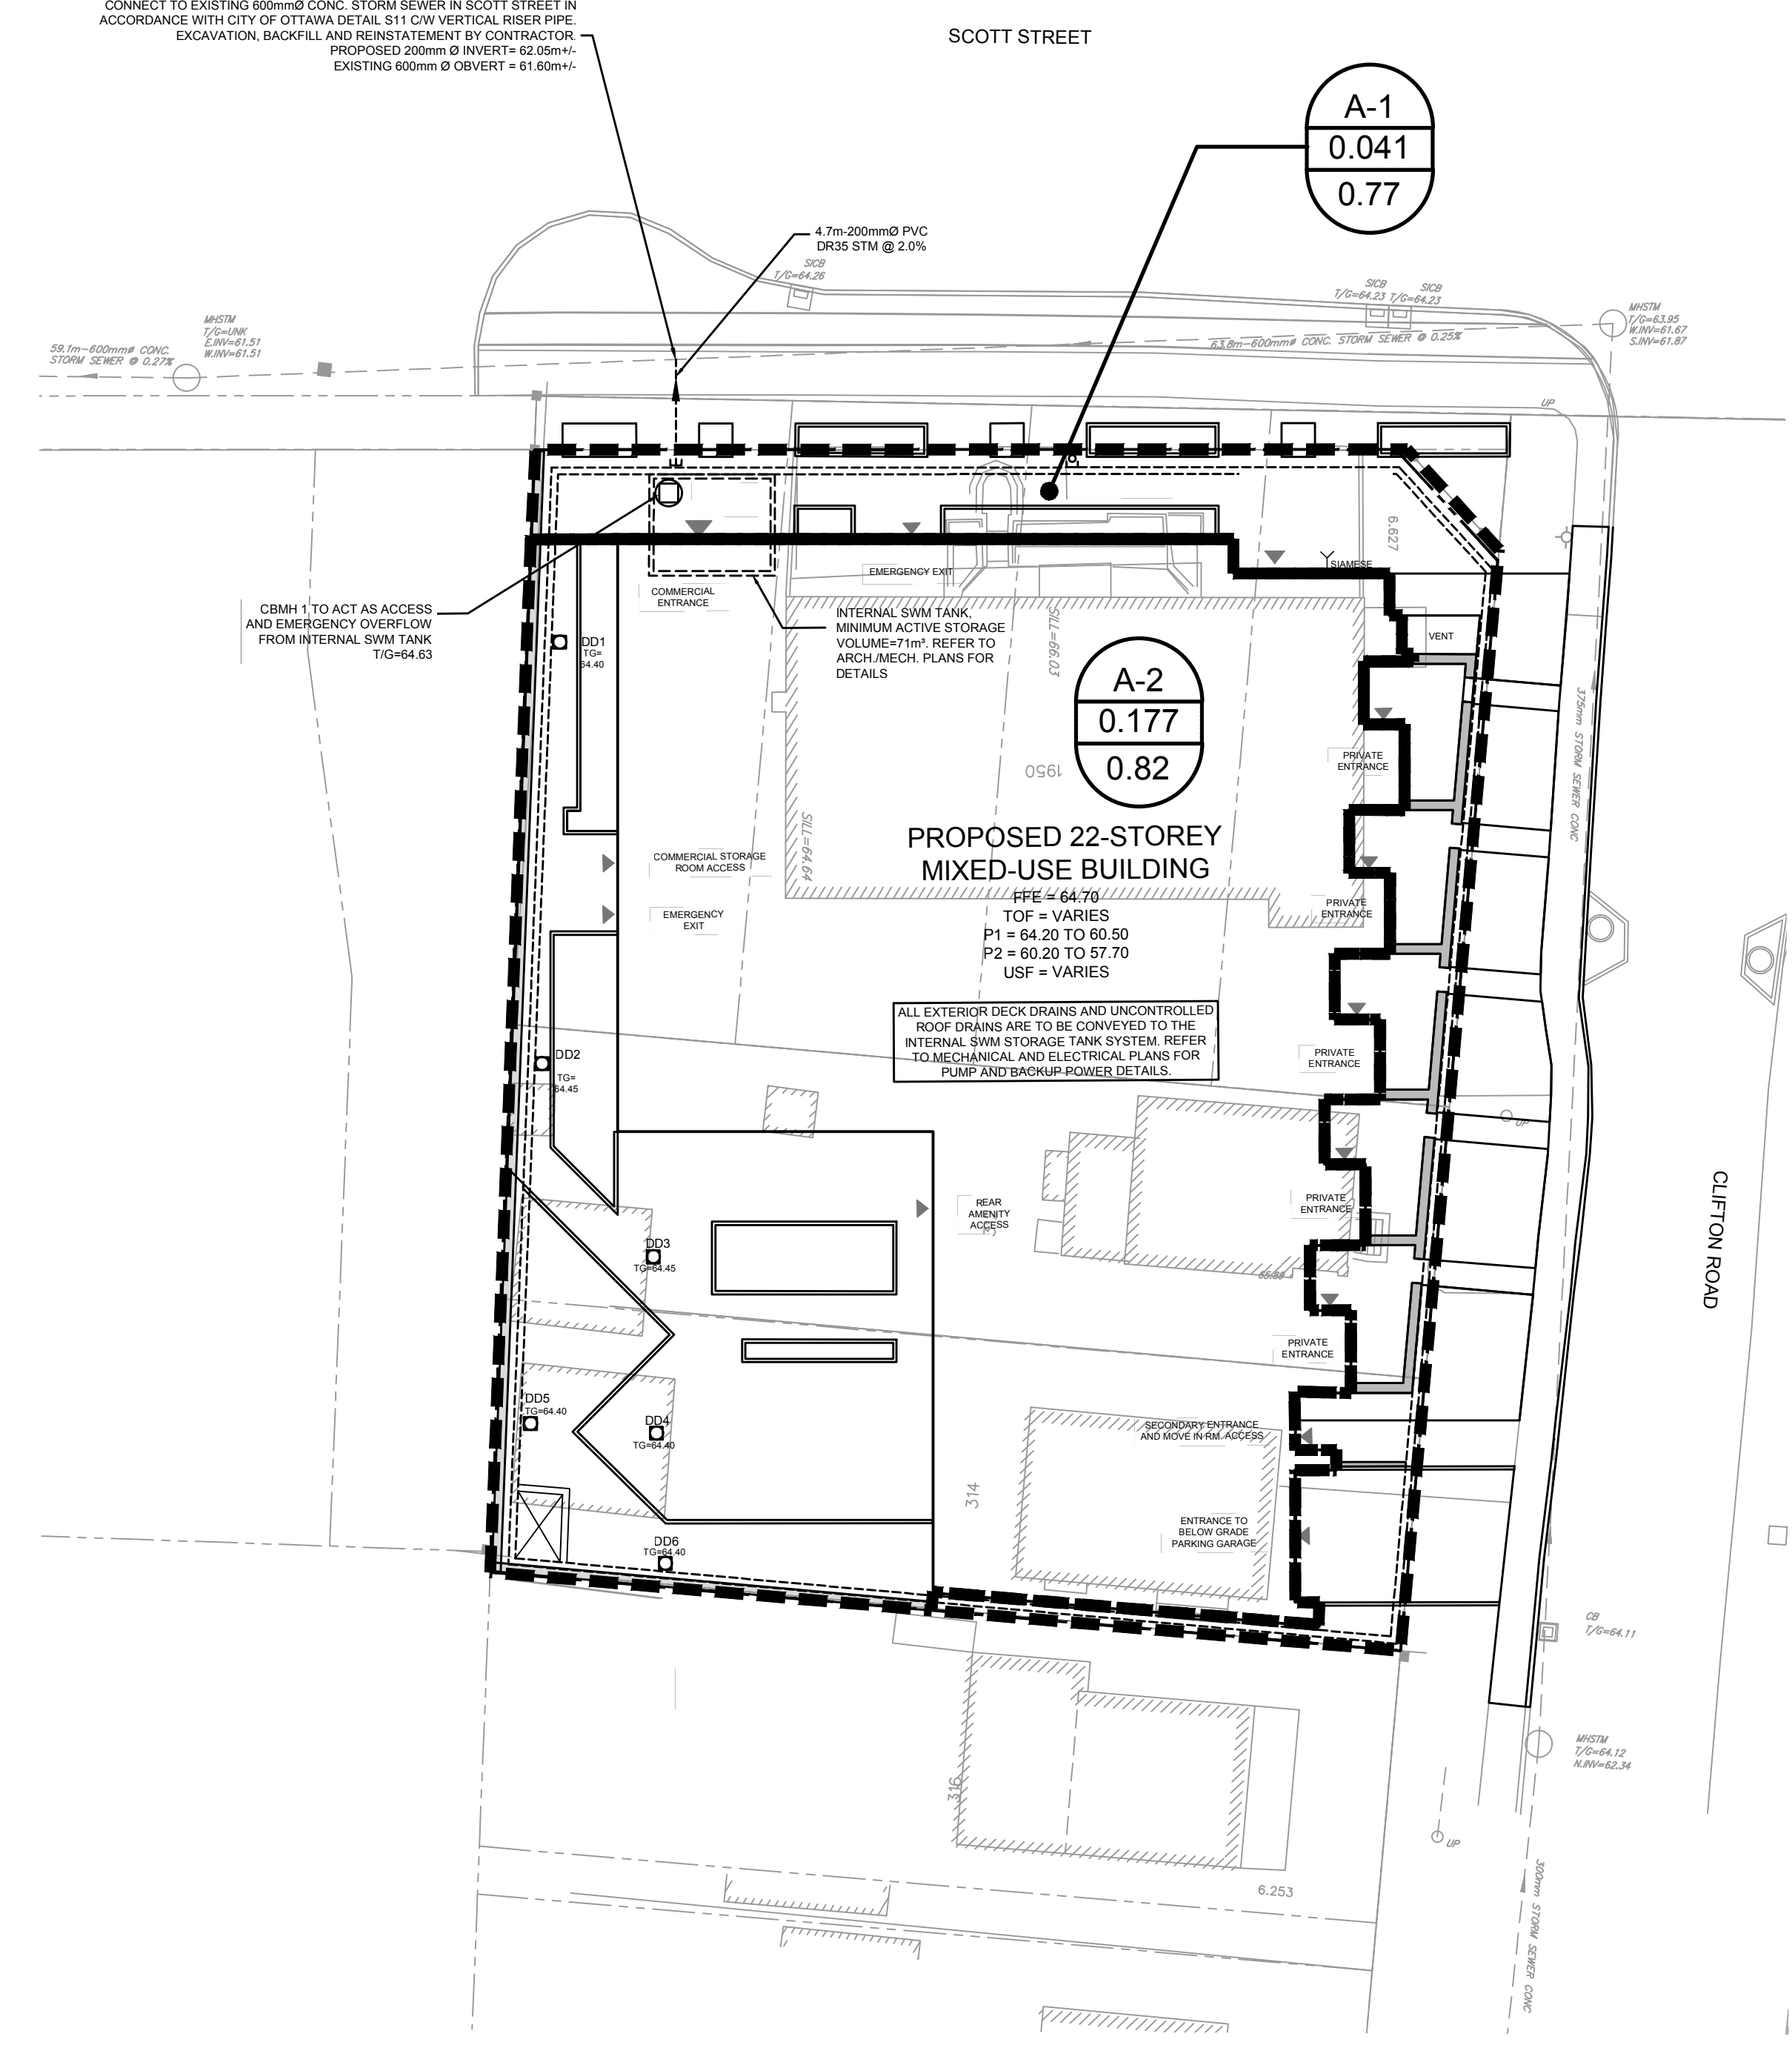 CONNECT TO EXISTING 600mmØ CONC. STORM SEWER IN SCOTT STREET IN
ACCORDANCE WITH CITY OF OTTAWA DETAIL S11 C/W VERTICAL RISER PIPE.
EXCAVATION, BACKFILL AND REINSTATEMENT BY CONTRACTOR.
PROPOSED 200mm Ø INVERT= 62.05m+/-
EXISTING 600mm Ø OBVERT = 61.60m+/-
SCOTT STREET
A-1
0.041
0.77
4.7m-200mmØ PVC
DR35 STM @ 2.0%
SICB
T/G=64.26
SICB
T/G=64.23
SICB
T/G=64.23
MHSTM
T/G=63.95
W.INV=61.67
S.INV=61.87
MHSTM
T/G=UNK
E.INV=61.51
W.INV=61.51
59.1m-600mmø CONC.
STORM SEWER @ 0.27%
63.8m-600mmø CONC. STORM SEWER @ 0.25%
UP
6.627
SIAMESE
EMERGENCY EXIT
COMMERCIAL
ENTRANCE
CBMH 1 TO ACT AS ACCESS
AND EMERGENCY OVERFLOW
FROM INTERNAL SWM TANK
T/G=64.63
INTERNAL SWM TANK,
MINIMUM ACTIVE STORAGE
VOLUME=71m³. REFER TO
ARCH./MECH. PLANS FOR
DETAILS
SILL=66.03
VENT
DD1
TG=
64.40
A-2
0.177
0.82
1950
375mm STORM SEWER CONC
PRIVATE
ENTRANCE
SILL=64.64
PROPOSED 22-STOREY
MIXED-USE BUILDING
FFE = 64.70
TOF = VARIES
P1 = 64.20 TO 60.50
P2 = 60.20 TO 57.70
USF = VARIES
COMMERCIAL STORAGE
ROOM ACCESS
EMERGENCY
EXIT
PRIVATE
ENTRANCE
ALL EXTERIOR DECK DRAINS AND UNCONTROLLED
ROOF DRAINS ARE TO BE CONVEYED TO THE
INTERNAL SWM STORAGE TANK SYSTEM. REFER
TO MECHANICAL AND ELECTRICAL PLANS FOR
PUMP AND BACKUP POWER DETAILS.
DD2
TG=
64.45
PRIVATE
ENTRANCE
UP
REAR
AMENITY
ACCESS
PRIVATE
ENTRANCE
CLIFTON ROAD
DD3
TG=64.45
PRIVATE
ENTRANCE
DD5
TG=64.40
DD4
TG=64.40
SECONDARY ENTRANCE
AND MOVE IN RM. ACCESS
314
ENTRANCE TO
BELOW GRADE
PARKING GARAGE
DD6
TG=64.40
CB
T/G=64.11
MHSTM
T/G=64.12
N.INV=62.34
316
UP
6.253
300mm STORM SEWER CONC